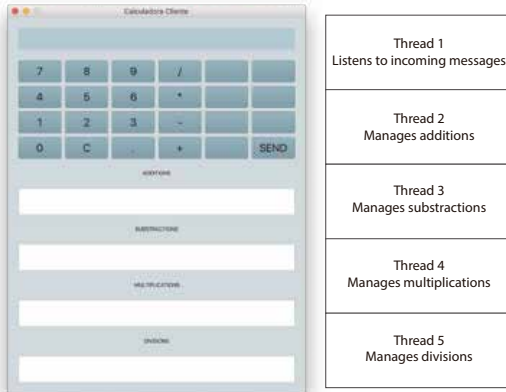 Calculadora Cliente
7 8 9 /
4 5 6 *
1 2 3 -
0 C . + SEND
ADDITIONS
SUBSTRACTIONS
MULTIPLICATIONS
DIVISIONS
Thread 1
Listens to incoming messages
Thread 2
Manages additions
Thread 3
Manages substractions
Thread 4
Manages multiplications
Thread 5
Manages divisions